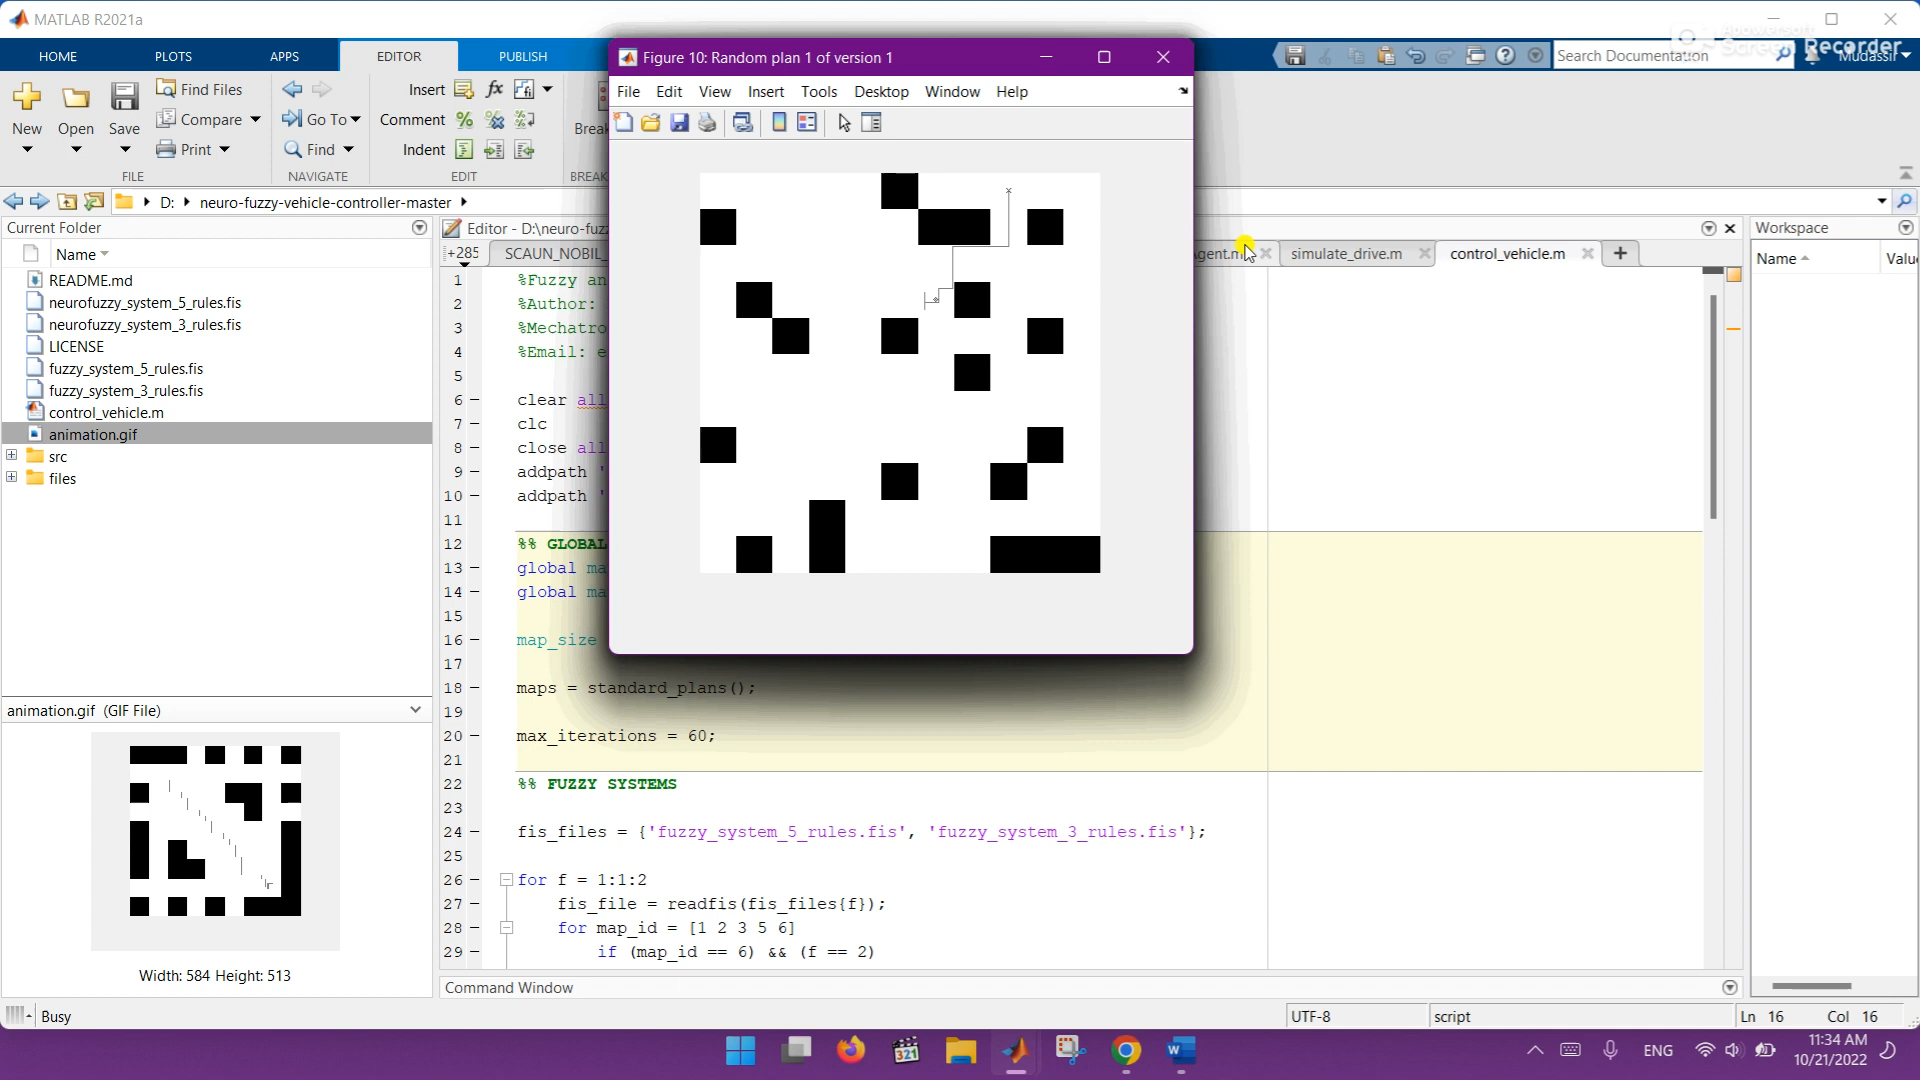 MATLAB R2021a
Screen Recorder
HOME PLOTS APPS EDITOR PUBLISH
Search Documentation
Mudassir
New
Open
Save
Find Files
Compare
Print
FILE
Go To
Find
NAVIGATE
Insert
Comment
Indent
EDIT
fx
Figure 10: Random plan 1 of version 1
File Edit View Insert Tools Desktop Window Help
D: neuro-fuzzy-vehicle-controller-master
Current Folder
Name
README.md
neurofuzzy_system_5_rules.fis
neurofuzzy_system_3_rules.fis
LICENSE
fuzzy_system_5_rules.fis
fuzzy_system_3_rules.fis
control_vehicle.m
animation.gif
src
files
animation.gif (GIF File)
Width: 584 Height: 513
Editor - D:\neuro-fuz
+285 SCAUN_NOBIL_ gent.m simulate_drive.m control_vehicle.m
1 %Fuzzy an
2 %Author:
3 %Mechatro
4 %Email: e
5
6 clear all
7 clc
8 close all
9 addpath '
10 addpath '
11
12 %% GLOBAL
13 global ma
14 global ma
15
16 map_size
17
18 maps = standard_plans();
19
20 max_iterations = 60;
21
22 %% FUZZY SYSTEMS
23
24 fis_files = {'fuzzy_system_5_rules.fis', 'fuzzy_system_3_rules.fis'};
25
26 for f = 1:1:2
27 fis_file = readfis(fis_files{f});
28 for map_id = [1 2 3 5 6]
29 if (map_id == 6) && (f == 2)
Command Window
Workspace
Name Valu
Busy
UTF-8 script Ln 16 Col 16
321
ENG
11:34 AM
10/21/2022